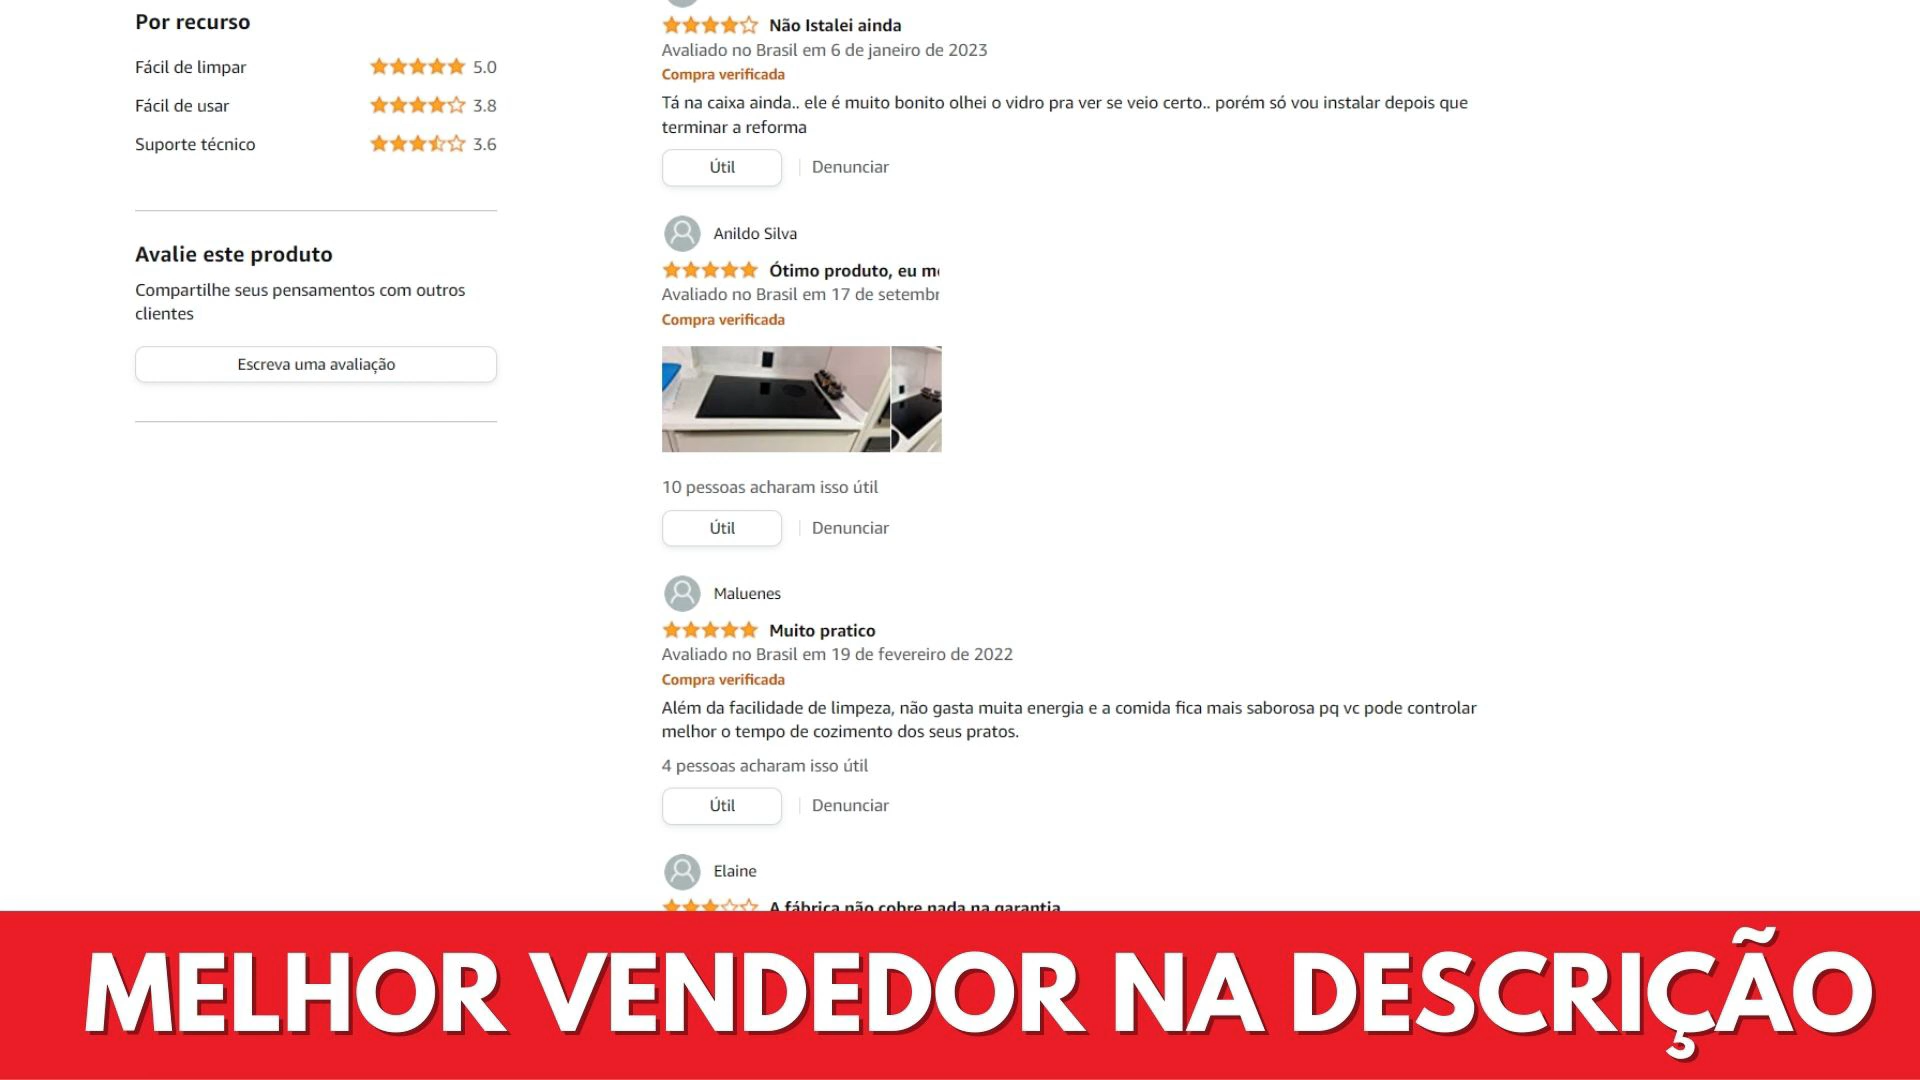 Por recurso
Fácil de limpar 5.0
Fácil de usar 3.8
Suporte técnico 3.6
Avalie este produto
Compartilhe seus pensamentos com outros
clientes
Escreva uma avaliação
Não Istalei ainda
Avaliado no Brasil em 6 de janeiro de 2023
Compra verificada
Tá na caixa ainda.. ele é muito bonito olhei o vidro pra ver se veio certo.. porém só vou instalar depois que
terminar a reforma
Útil
Denunciar
Anildo Silva
Ótimo produto, eu
Avaliado no Brasil em 17 de
Compra verificada
10 pessoas acharam isso útil
Útil
Denunciar
Maluenes
Muito pratico
Avaliado no Brasil em 19 de fevereiro de 2022
Compra verificada
Além da facilidade de limpeza, não gasta muita energia e a comida fica mais saborosa pq vc pode controlar
melhor o tempo de cozimento dos seus pratos.
4 pessoas acharam isso útil
Útil
Denunciar
Elaine
A fábrica não cobre nada na garantia
MELHOR VENDEDOR NA DESCRIÇÃO